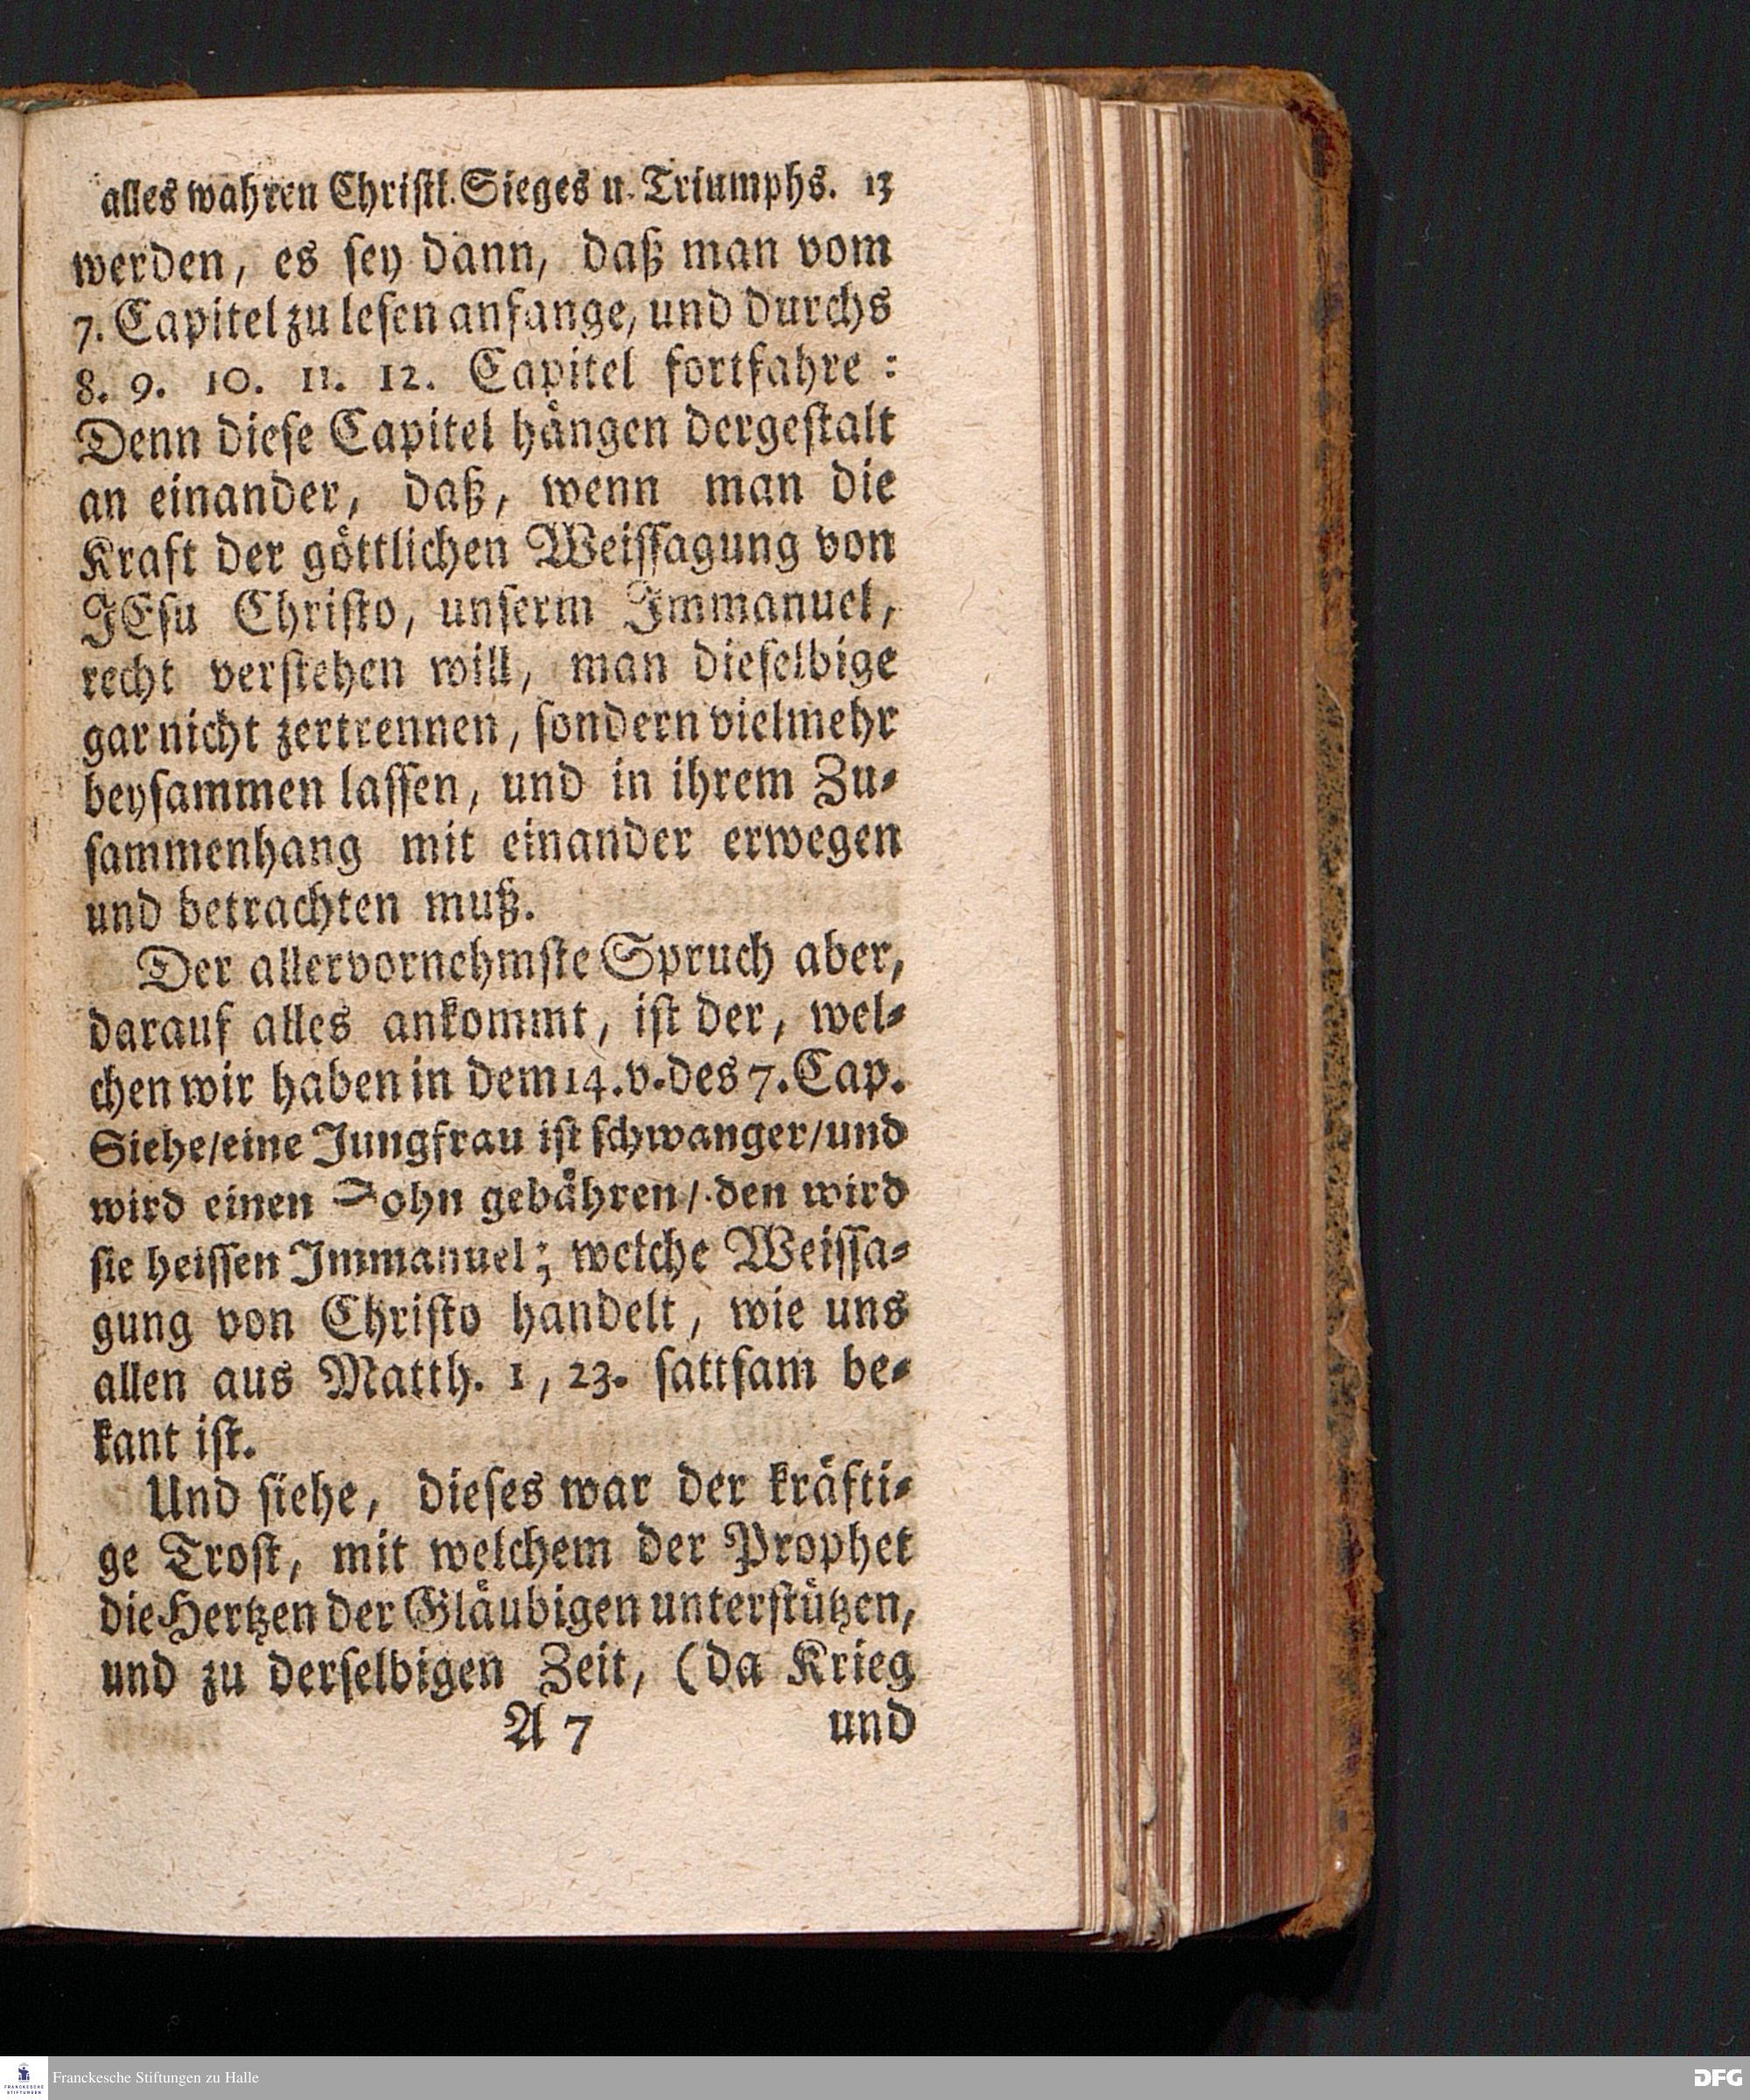 alles wahren Chriſtl. Sieges u. Triumphs. 13
werden, es ſey dann, daß man vom
7. Capitel zu leſen anfange, und durchs
8. 9. 10. 11. 12. Capitel fortfahre :
Denn dieſe Capitel hängen dergeſtalt
an einander, daß, wenn man die
Kraft der göttlichen Weiſſagung von
JEſu Chriſto, unſerm Immanuel,
recht verſtehen will, man dieſelbige
gar nicht zertrennen, ſondern vielmehr
beyſammen laſſen, und in ihrem Zu-
ſammenhang mit einander erwegen
und betrachten muß.
Der allervornehmſte Spruch aber,
darauf alles ankommt, iſt der, wel-
chen wir haben in dem 14. v. des 7. Cap.
Siehe/eine Jungfrau iſt ſchwanger/und
wird einen Sohn gebähren/ den wird
ſie heiſſen Immanuel; welche Weiſſa-
gung von Chriſto handelt, wie uns
allen aus Matth. 1, 23. ſattſam be-
kant iſt.
Und ſiehe, dieſes war der kräfti-
ge Troſt, mit welchem der Prophet
die Hertzen der Gläubigen unterſtützen,
und zu derſelbigen Zeit, (da Krieg
A 7 und
FRANCKESCHE STIFTUNGEN
Franckesche Stiftungen zu Halle
DFG